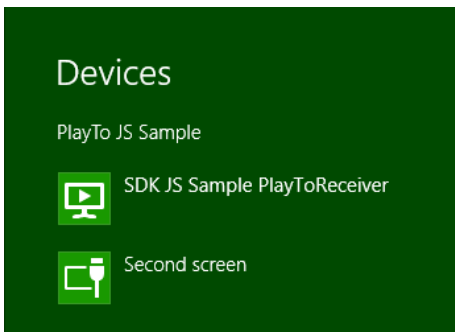 Devices
PlayTo JS Sample
SDK JS Sample PlayToReceiver
Second screen